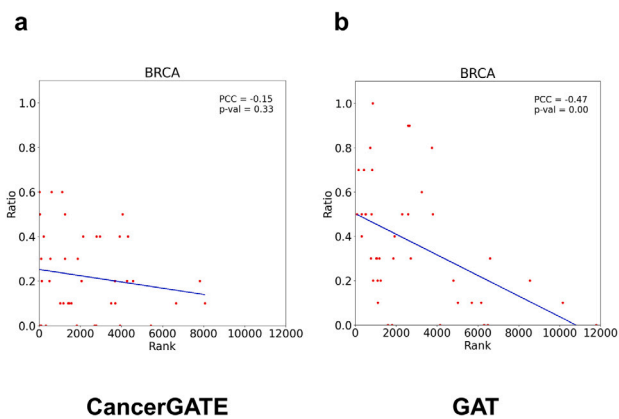 a
BRCA
PCC = -0.15
p-val = 0.33
1.0
0.8
0.6
0.4
0.2
0.0
Ratio
0 2000 4000 6000 8000 10000 12000
Rank
CancerGATE
b
BRCA
PCC = -0.47
p-val = 0.00
1.0
0.8
0.6
0.4
0.2
0.0
Ratio
0 2000 4000 6000 8000 10000 12000
Rank
GAT